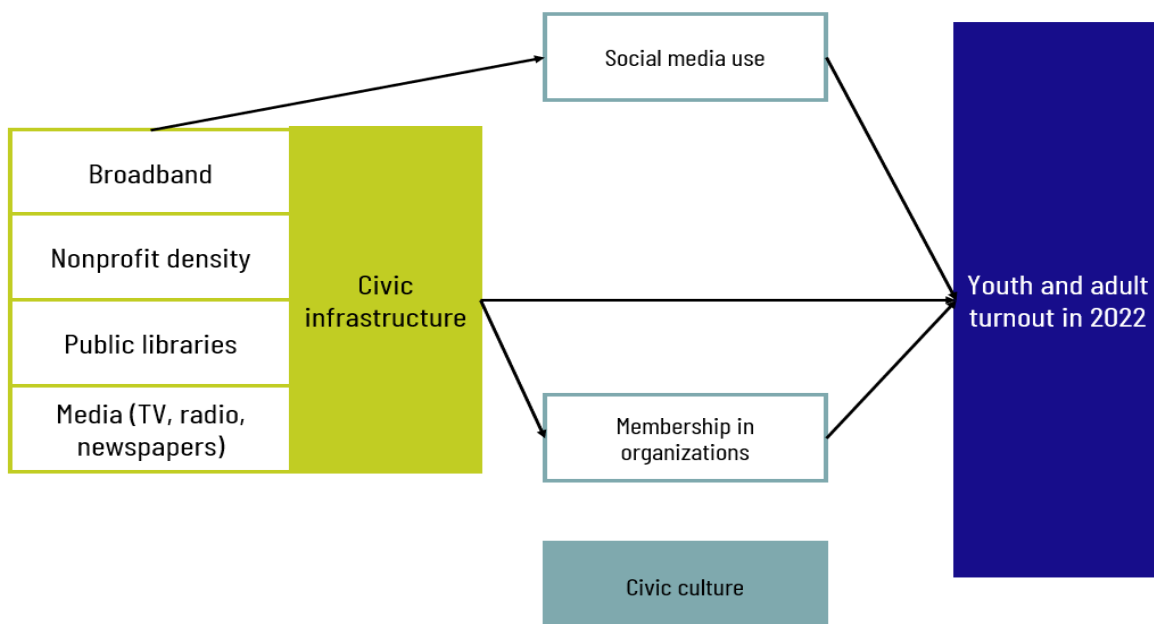 Social media use
Broadband
Nonprofit density
Public libraries
Media (TV, radio,
newspapers)
Civic
infrastructure
Youth and adult
turnout in 2022
Membership in
organizations
Civic culture